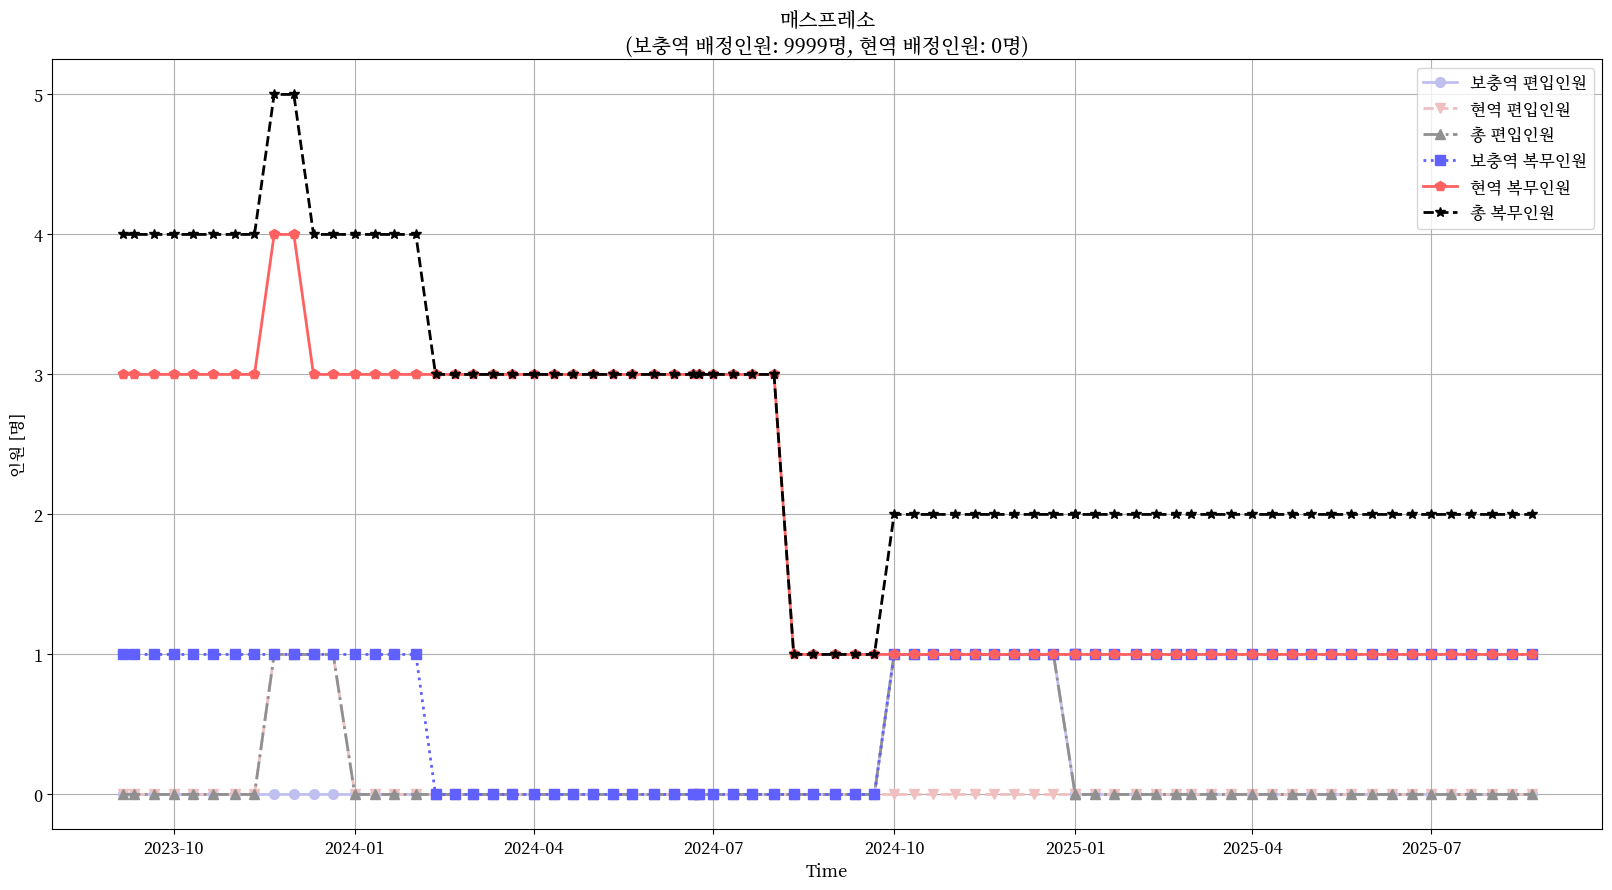 매스프레소
(보충역 배정인원: 9999명, 현역 배정인원: 0명)
보충역 편입인원
현역 편입인원
총 편입인원
보충역 복무인원
현역 복무인원
총 복무인원
인원 [명]
5
4
3
2
1
0
2023-10
2024-01
2024-04
2024-07
2024-10
2025-01
2025-04
2025-07
Time